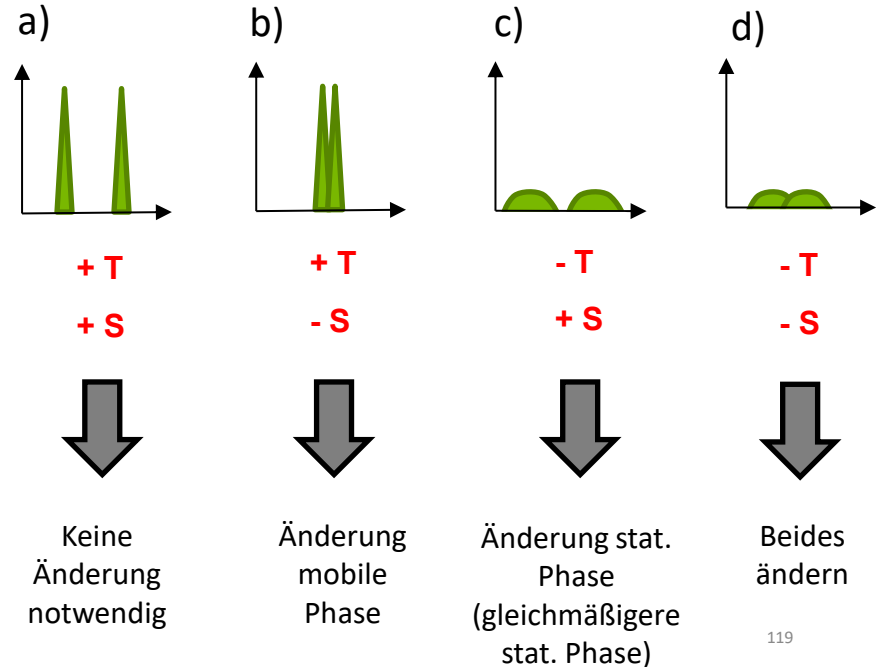 a)
b)
c)
d)
+ T
+ T
- T
- T
+ S
- S
+ S
- S
Keine
Änderung
notwendig
Änderung
mobile
Phase
Änderung stat.
Phase
(gleichmäßigere
stat. Phase)
Beides
ändern
119